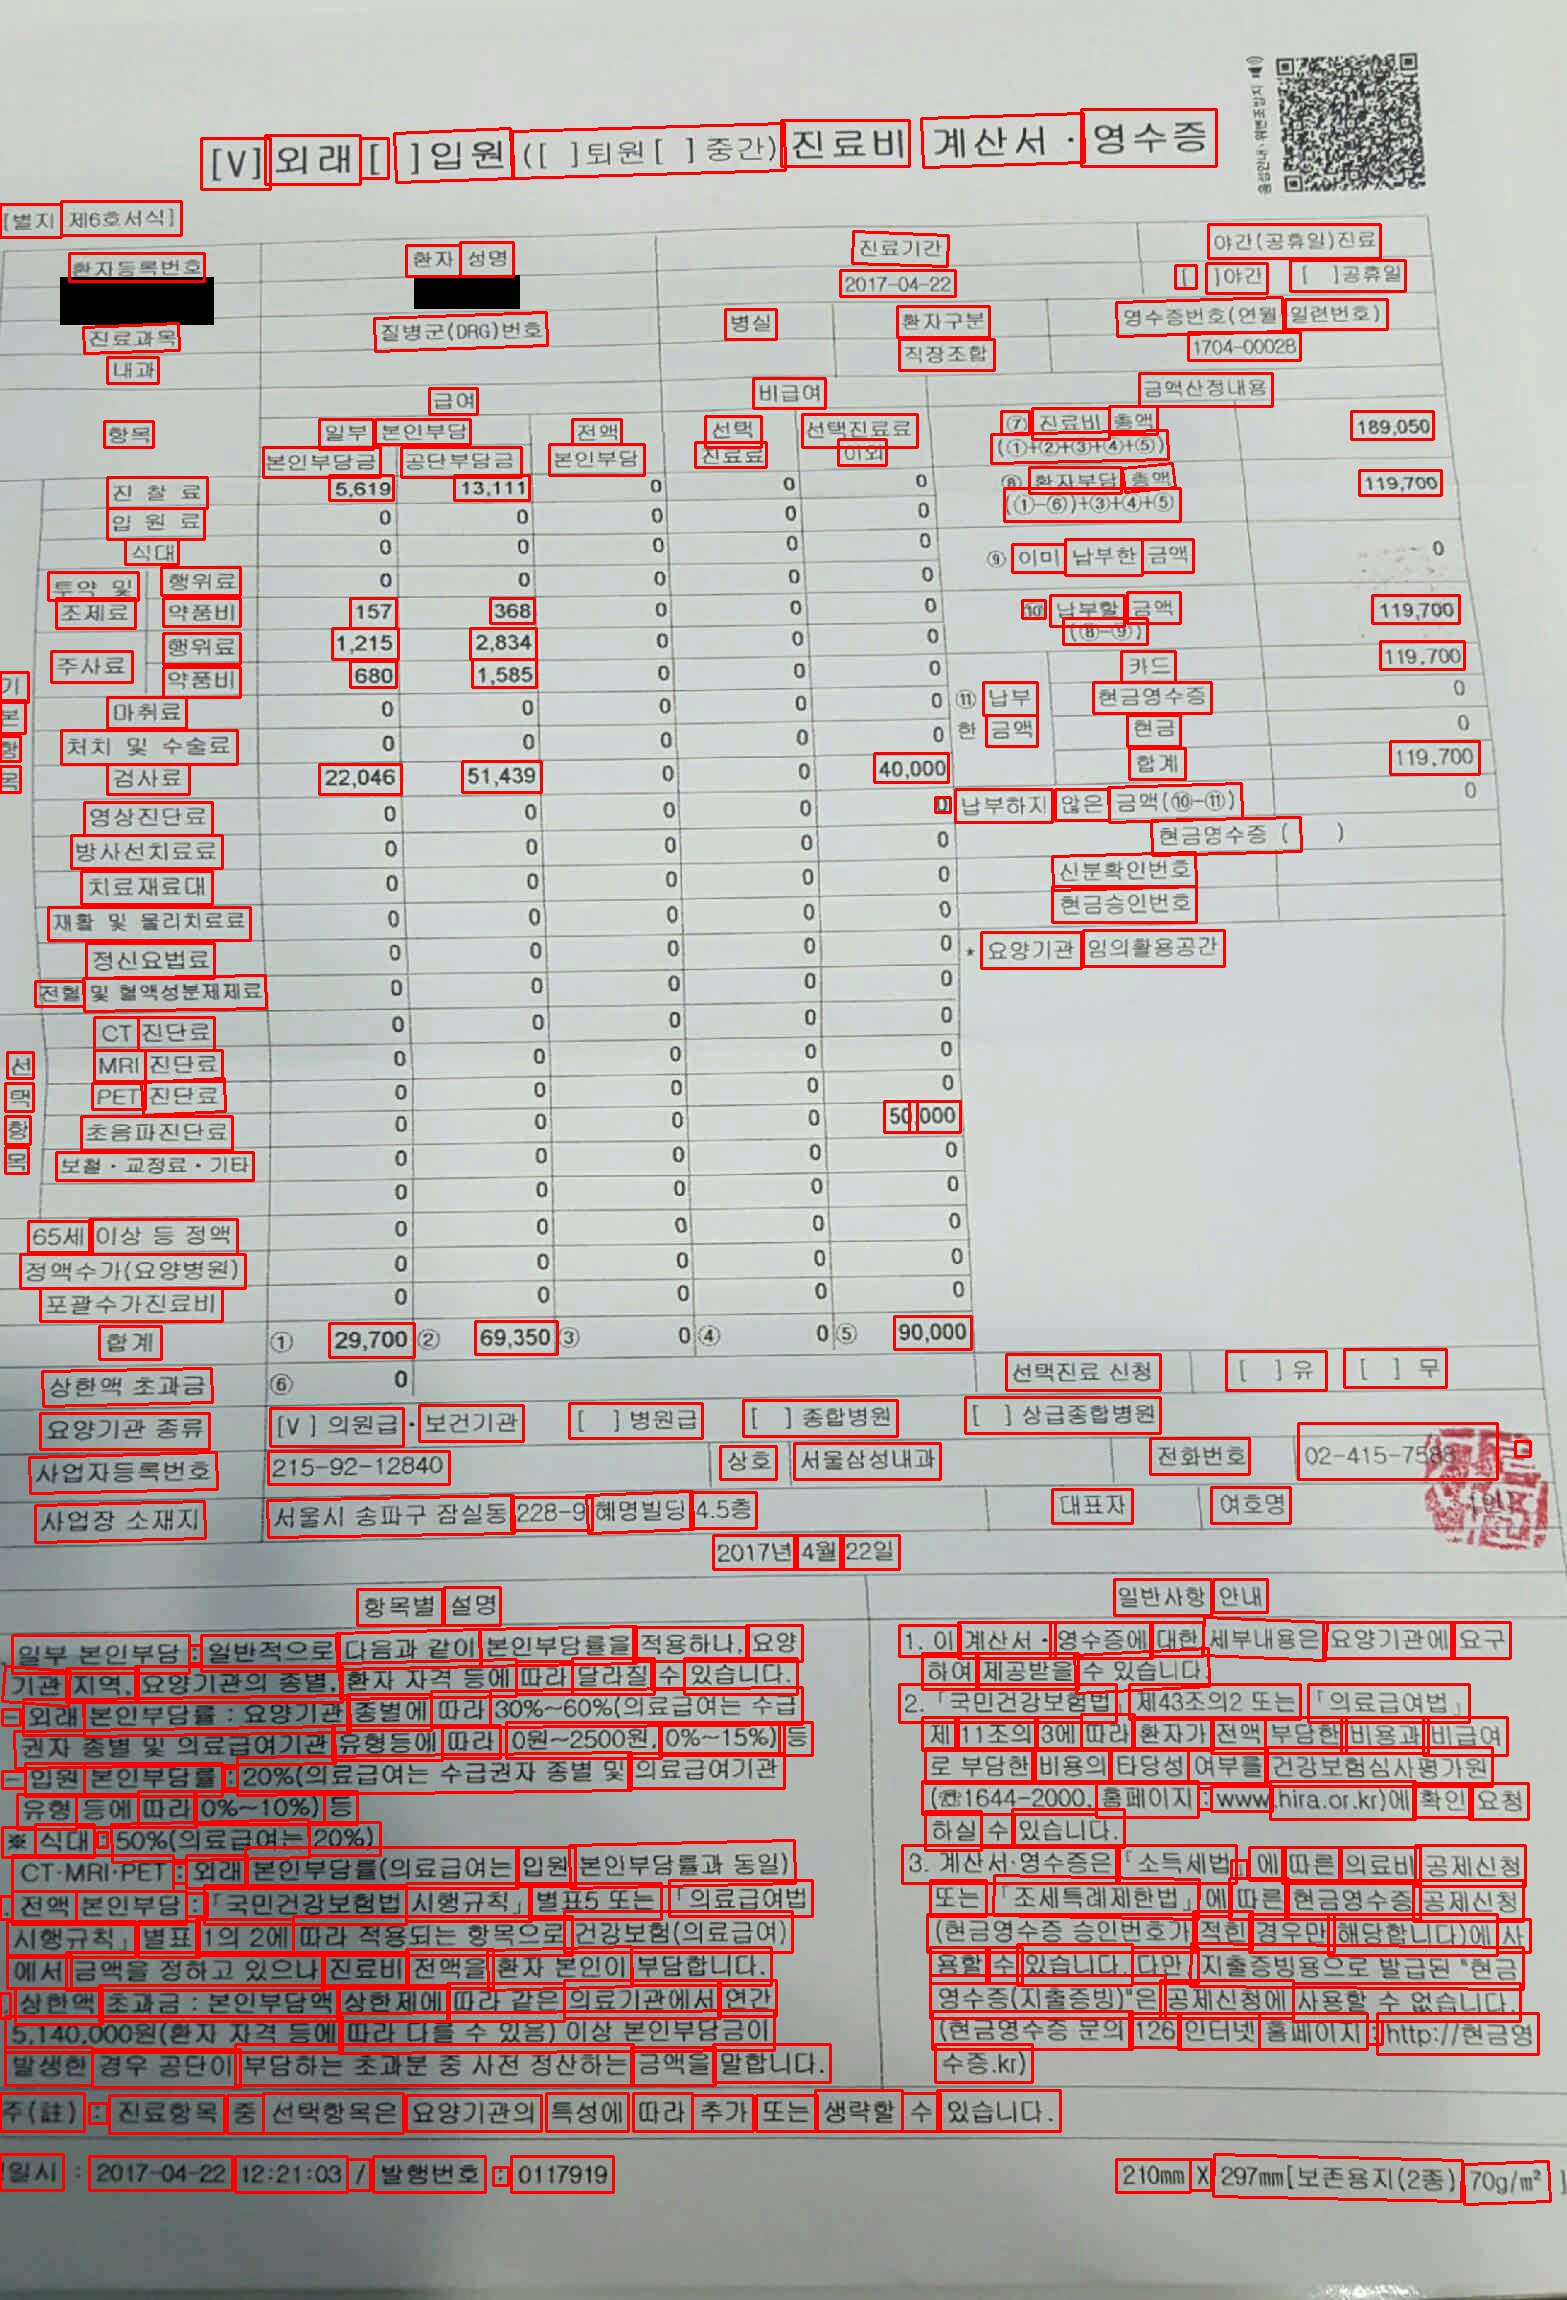 [V]외래 [ ]입원 ([ ]퇴원 [ ]중간) 진료비 계산서 · 영수증
[별지 제6호서식]
환자등록번호 환자 성명 진료기간 야간(공휴일)진료
2017-04-22 [ ]야간 [ ]공휴일
진료과목 질병군(DRG)번호 병실 환자구분 영수증번호(연월 일련번호)
내과 직장조합 1704-00028
항목 급여 비급여 금액산정내용
일부 본인부담 전액 선택 선택진료료 ⑦ 진료비 총액 189,050
본인부담금 공단부담금 본인부담 진료료 이외 (①+②+③+④+⑤)
진 찰 료 5,619 13,111 0 0 0 ⑧ 환자부담 총액 119,700
입 원 료 0 0 0 0 0 (①-⑥)+③+④+⑤
식대 0 0 0 0 0 ⑨ 이미 납부한 금액 0
투약 및 행위료 0 0 0 0 0
조제료 약품비 157 368 0 0 0 ⑩ 납부할 금액 119,700
(⑧-⑨)
주사료 행위료 1,215 2,834 0 0 0
약품비 680 1,585 0 0 0 카드 119,700
기본항목
마취료 0 0 0 0 0 ⑪ 납부 현금영수증 0
처치 및 수술료 0 0 0 0 0 한 금액 현금 0
검사료 22,046 51,439 0 0 40,000 합계 119,700
영상진단료 0 0 0 0 0 납부하지 않은 금액(⑩-⑪) 0
방사선치료료 0 0 0 0 0 현금영수증 ( )
치료재료대 0 0 0 0 0 신분확인번호
재활 및 물리치료료 0 0 0 0 0 현금승인번호
정신요법료 0 0 0 0 0 * 요양기관 임의활용공간
전혈 및 혈액성분제제료 0 0 0 0 0
선택항목
CT 진단료 0 0 0 0 0
MRI 진단료 0 0 0 0 0
PET 진단료 0 0 0 0 0
초음파진단료 0 0 0 0 50,000
보철 · 교정료 · 기타 0 0 0 0 0
0 0 0 0 0
65세 이상 등 정액 0 0 0 0 0
정액수가(요양병원) 0 0 0 0 0
포괄수가진료비 0 0 0 0 0
합계 ① 29,700 ② 69,350 ③ 0 ④ 0 ⑤ 90,000
상한액 초과금 ⑥ 0 선택진료 신청 [ ] 유 [ ] 무
요양기관 종류 [V] 의원급 · 보건기관 [ ]병원급 [ ]종합병원 [ ]상급종합병원
사업자등록번호 215-92-12840 상호 서울삼성내과 전화번호 02-415-7588
사업장 소재지 서울시 송파구 잠실동 228-9 혜명빌딩 4.5층 대표자 여호명 (인)
2017년 4월 22일
항목별 설명
일부 본인부담 : 일반적으로 다음과 같이 본인부담률을 적용하나, 요양
기관 지역, 요양기관의 종별, 환자 자격 등에 따라 달라질 수 있습니다.
- 외래 본인부담률 : 요양기관 종별에 따라 30%~60%(의료급여는 수급
권자 종별 및 의료급여기관 유형등에 따라 0원~2500원, 0%~15%) 등
- 입원 본인부담률 : 20%(의료급여는 수급권자 종별 및 의료급여기관
유형 등에 따라 0%~10%) 등
※ 식대 : 50%(의료급여는 20%)
CT·MRI·PET : 외래 본인부담률(의료급여는 입원 본인부담률과 동일)
. 전액 본인부담 : 「국민건강보험법 시행규칙」 별표5 또는 「의료급여법
시행규칙」 별표 1의 2에 따라 적용되는 항목으로 건강보험(의료급여)
에서 금액을 정하고 있으나 진료비 전액을 환자 본인이 부담합니다.
. 상한액 초과금 : 본인부담액 상한제에 따라 같은 의료기관에서 연간
5,140,000원(환자 자격 등에 따라 다를 수 있음) 이상 본인부담금이
발생한 경우 공단이 부담하는 초과분 중 사전 정산하는 금액을 말합니다.
일반사항 안내
1. 이 계산서 · 영수증에 대한 세부내용은 요양기관에 요구
하여 제공받을 수 있습니다.
2. 「국민건강보험법」 제43조의2 또는 「의료급여법」
제11조의 3에 따라 환자가 전액 부담한 비용과 비급여
로 부담한 비용의 타당성 여부를 건강보험심사평가원
(☏1644-2000, 홈페이지 : www.hira.or.kr)에 확인 요청
하실 수 있습니다.
3. 계산서.영수증은 「소득세법」에 따른 의료비 공제신청
또는 「조세특례제한법」에 따른 현금영수증 공제신청
(현금영수증 승인번호가 적힌 경우만 해당합니다)에 사
용할 수 있습니다. 다만, 지출증빙용으로 발급된 "현금
영수증(지출증빙)"은 공제신청에 사용할 수 없습니다.
(현금영수증 문의 126 인터넷 홈페이지 : http://현금영
수증.kr)
주(註) : 진료항목 중 선택항목은 요양기관의 특성에 따라 추가 또는 생략할 수 있습니다.
일시 : 2017-04-22 12:21:03 / 발행번호 : 0117919
210mm X 297mm[보존용지(2종) 70g/m² ]